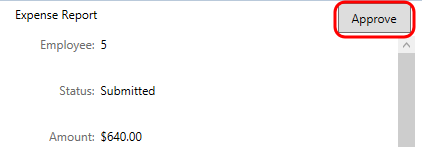 Expense Report Approve
Employee: 5
Status: Submitted
Amount: $640.00